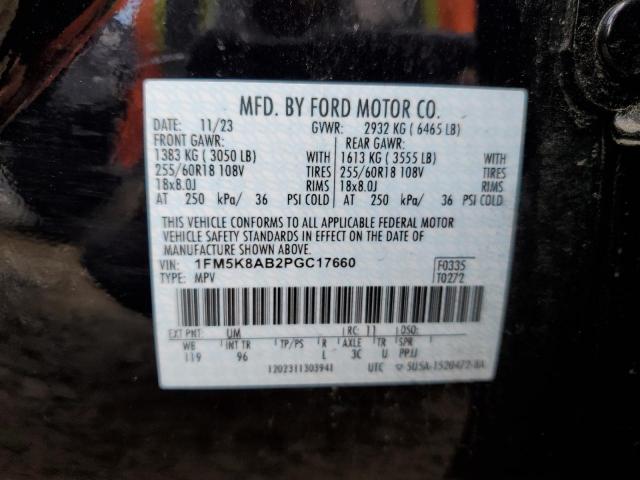 MFD. BY FORD MOTOR CO.
DATE: 11/23 GVWR: 2932 KG ( 6465 LB)
FRONT GAWR: REAR GAWR:
1383 KG ( 3050 LB) WITH 1613 KG ( 3555 LB) WITH
255/60R18 108V TIRES 255/60R18 108V TIRES
18x8.0J RIMS 18x8.0J RIMS
AT 250 kPa/ 36 PSI COLD AT 250 kPa/ 36 PSI COLD
THIS VEHICLE CONFORMS TO ALL APPLICABLE FEDERAL MOTOR
VEHICLE SAFETY STANDARDS IN EFFECT ON THE DATE OF
MANUFACTURE SHOWN ABOVE.
VIN: 1FM5K8AB2PGC17660 F0335
TYPE: MPV T0272
EXT PNT: UM RC: 11 DSO:
WB INT TR TP/PS R AXLE TR SPR
119 96 L 3C U PPJJ
1202311303941 UTC 5U5A-1520472-BA